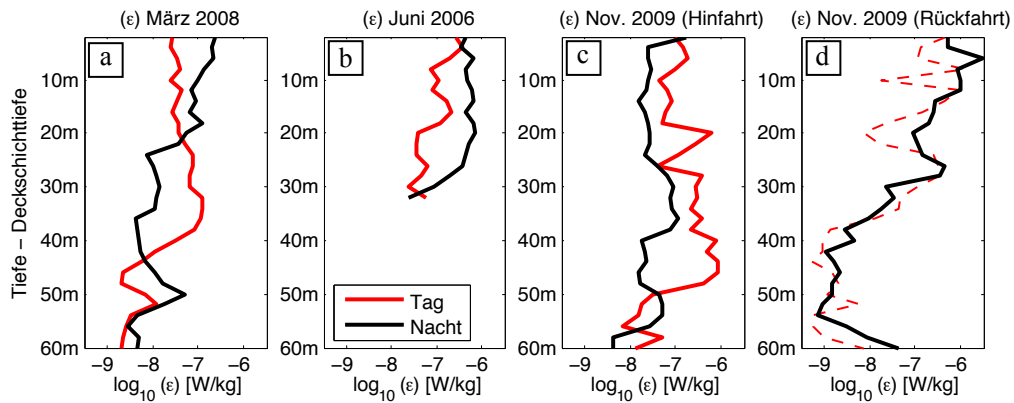 (ε) März 2008
(ε) Juni 2006
(ε) Nov. 2009 (Hinfahrt)
(ε) Nov. 2009 (Rückfahrt)
a
b
c
d
Tiefe − Deckschichttiefe
10m
20m
30m
40m
50m
60m
10m
20m
30m
40m
50m
60m
10m
20m
30m
40m
50m
60m
10m
20m
30m
40m
50m
60m
Tag
Nacht
−9 −8 −7 −6
−9 −8 −7 −6
−9 −8 −7 −6
−9 −8 −7 −6
log10 (ε) [W/kg]
log10 (ε) [W/kg]
log10 (ε) [W/kg]
log10 (ε) [W/kg]